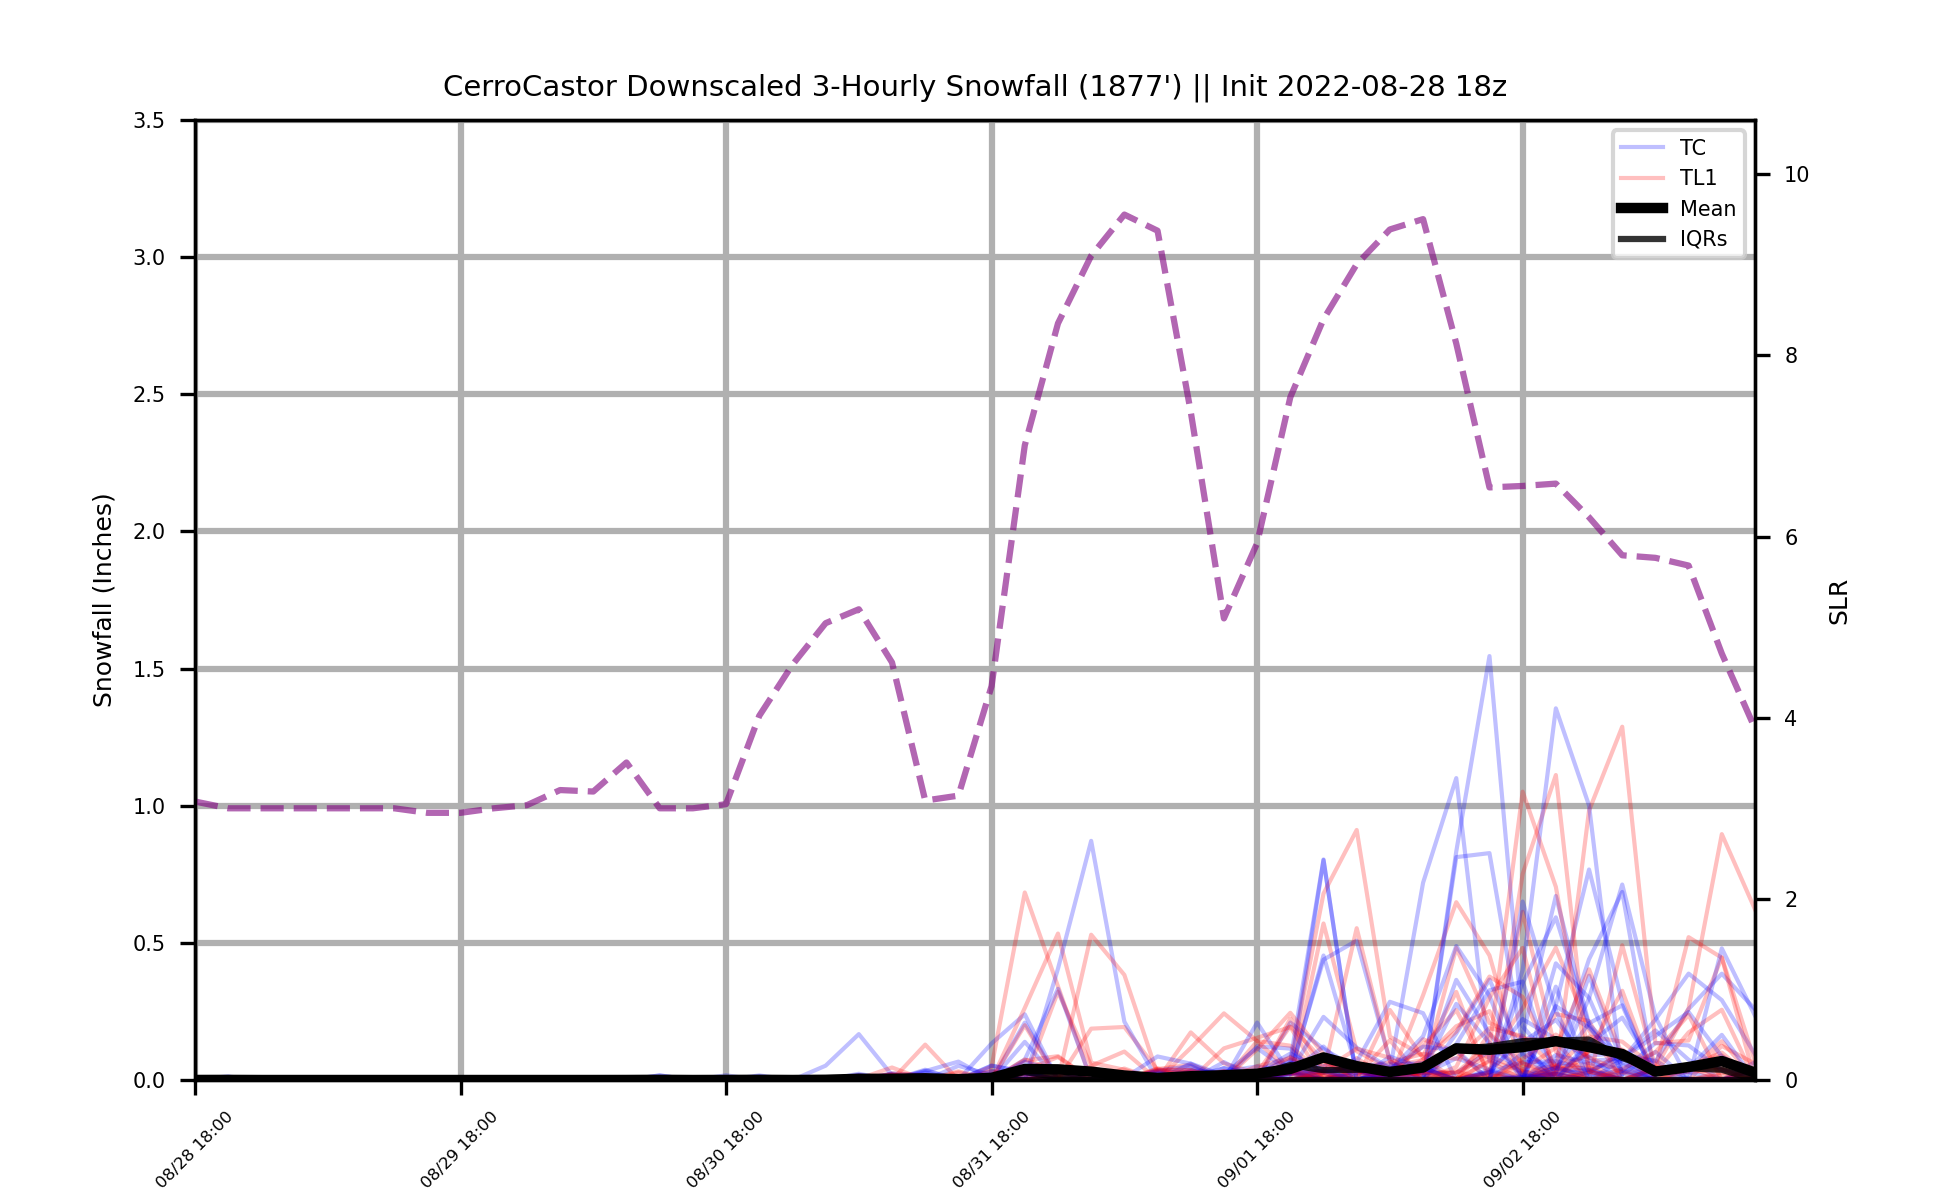 CerroCastor Downscaled 3-Hourly Snowfall (1877') || Init 2022-08-28 18z
3.5
3.0
2.5
2.0
1.5
1.0
0.5
0.0
Snowfall (Inches)
TC
TL1
Mean
IQRs
10
8
6
4
2
0
SLR
08/28 18:00
08/29 18:00
08/30 18:00
08/31 18:00
09/01 18:00
09/02 18:00